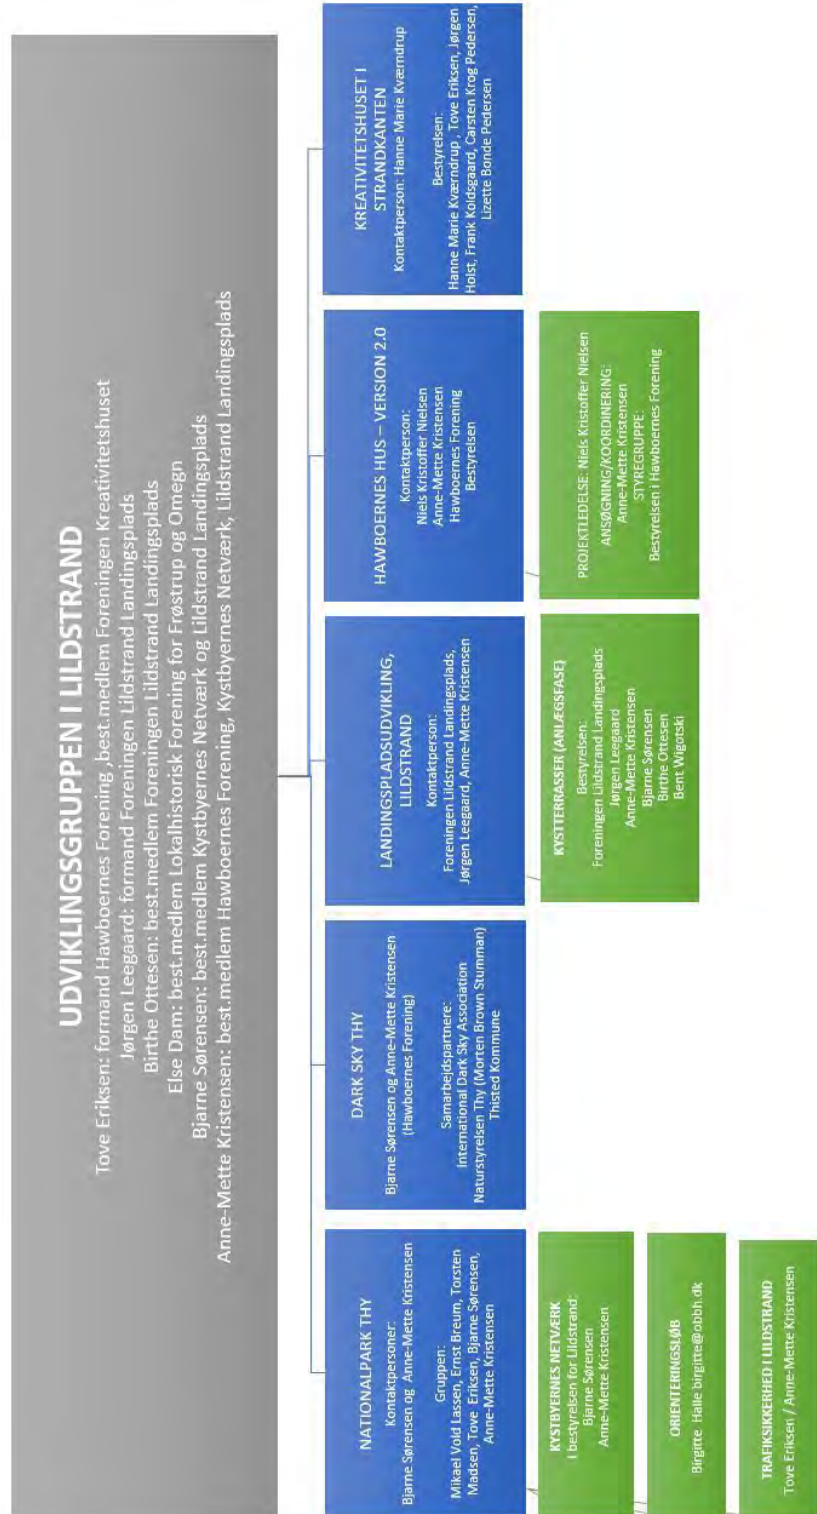 UDVIKLINGSGRUPPEN I LILDSTRAND
Tove Eriksen: formand Hawboernes Forening ,best.medlem Foreningen Kreativitetshuset
Jørgen Leegaard: formand Foreningen Lildstrand Landingsplads
Birthe Ottesen: best.medlem Foreningen Lildstrand Landingsplads
Else Dam: best.medlem Lokalhistorisk Forening for Frøstrup og Omegn
Bjarne Sørensen: best.medlem Kystbyernes Netværk og Lildstrand Landingsplads
Anne-Mette Kristensen: best.medlem Hawboernes Forening, Kystbyernes Netværk, Lildstrand Landingsplads
NATIONALPARK THY
Kontaktpersoner:
Bjarne Sørensen og Anne-Mette Kristensen
Gruppen:
Mikael Vold Lassen, Ernst Breum, Torsten
Madsen, Tove Eriksen, Bjarne Sørensen,
Anne-Mette Kristensen
KYSTBYERNES NETVÆRK
I bestyrelsen for Lildstrand:
Bjarne Sørensen
Anne-Mette Kristensen
ORIENTERINGSLØB
Birgitte Halle birgitte@obbh.dk
TRAFIKSIKKERHED I LILDSTRAND
Tove Eriksen / Anne-Mette Kristensen
DARK SKY THY
Bjarne Sørensen og Anne-Mette Kristensen
(Hawboernes Forening)
Samarbejdspartnere:
International Dark Sky Association
Naturstyrelsen Thy (Morten Brown Stumman)
Thisted Kommune
LANDINGSPLADSUDVIKLING,
LILDSTRAND
Kontaktperson:
Foreningen Lildstrand Landingsplads,
Jørgen Leegaard, Anne-Mette Kristensen
KYSTTERRASSER (ANLÆGSFASE)
Bestyrelsen:
Foreningen Lildstrand Landingsplads
Jørgen Leegaard
Anne-Mette Kristensen
Bjarne Sørensen
Birthe Ottesen
Bent Wigotski
HAWBOERNES HUS – VERSION 2.0
Kontaktperson:
Niels Kristoffer Nielsen
Anne-Mette Kristensen
Hawboernes Forening
Bestyrelsen
PROJEKTLEDELSE: Niels Kristoffer Nielsen
ANSØGNING/KOORDINERING:
Anne-Mette Kristensen
STYREGRUPPE:
Bestyrelsen i Hawboernes Forening
KREATIVITETSHUSET I
STRANDKANTEN
Kontaktperson: Hanne Marie Kværndrup
Bestyrelsen:
Hanne Marie Kværndrup , Tove Eriksen, Jørgen
Holst, Frank Koldsgaard, Carsten Krog Pedersen,
Lizette Bonde Pedersen